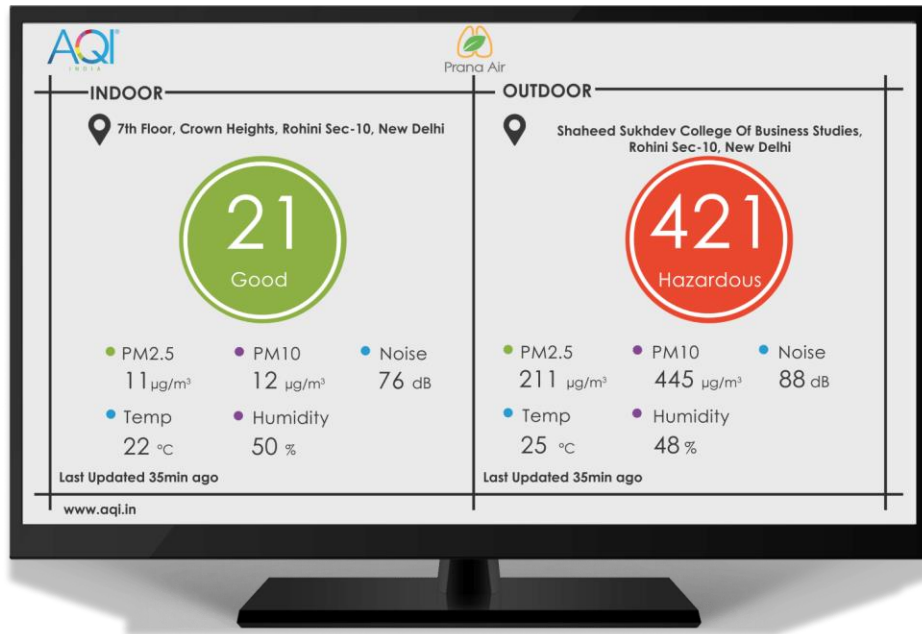 AQI
INDIA
Prana Air
INDOOR
7th Floor, Crown Heights, Rohini Sec-10, New Delhi
21
Good
PM2.5
PM10
Noise
11 µg/m³
12 µg/m³
76 dB
Temp
Humidity
22 °C
50 %
Last Updated 35min ago
www.aqi.in
OUTDOOR
Shaheed Sukhdev College Of Business Studies,
Rohini Sec-10, New Delhi
421
Hazardous
PM2.5
PM10
Noise
211 µg/m³
445 µg/m³
88 dB
Temp
Humidity
25 °C
48 %
Last Updated 35min ago